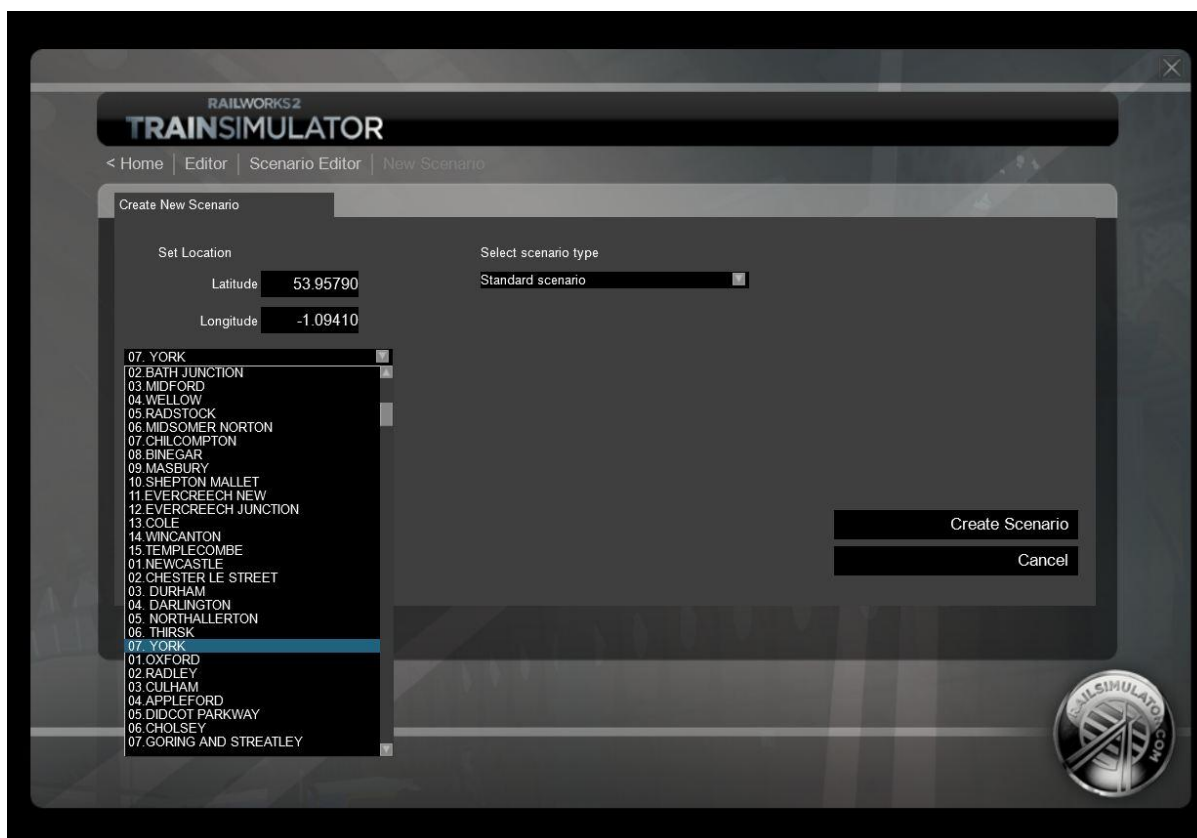 RAILWORKS2
TRAINSIMULATOR
< Home | Editor | Scenario Editor | New Scenario
Create New Scenario
Set Location
Latitude 53.95790
Longitude -1.09410
Select scenario type
Standard scenario
07. YORK
02.BATH JUNCTION
03.MIDFORD
04.WELLOW
05.RADSTOCK
06.MIDSOMER NORTON
07.CHILCOMPTON
08.BINEGAR
09.MASBURY
10.SHEPTON MALLET
11.EVERCREECH NEW
12.EVERCREECH JUNCTION
13.COLE
14.WINCANTON
15.TEMPLECOMBE
01.NEWCASTLE
02.CHESTER LE STREET
03. DURHAM
04. DARLINGTON
05. NORTHALLERTON
06. THIRSK
07. YORK
01.OXFORD
02.RADLEY
03.CULHAM
04.APPLEFORD
05.DIDCOT PARKWAY
06.CHOLSEY
07.GORING AND STREATLEY
Create Scenario
Cancel
RAILSIMULATOR.COM